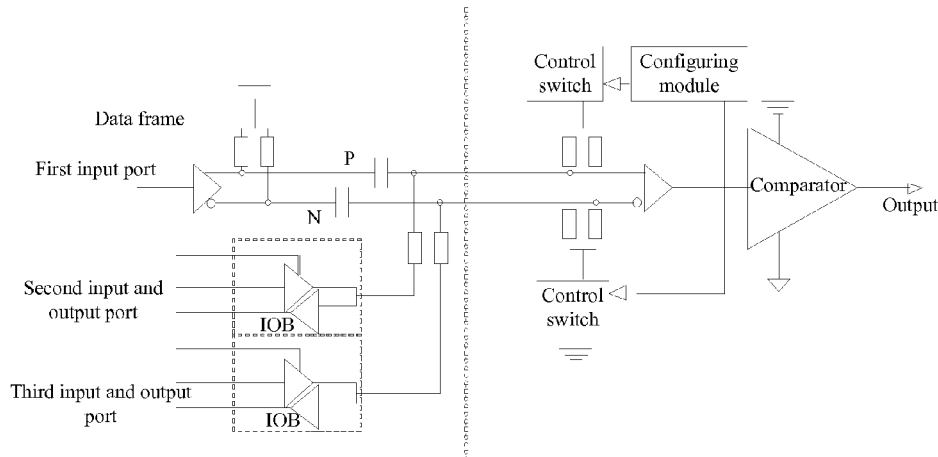 Data frame
First input port
P
N
Second input and
output port
IOB
Third input and output
port
IOB
Control
switch
Configuring
module
Comparator
Output
Control
switch